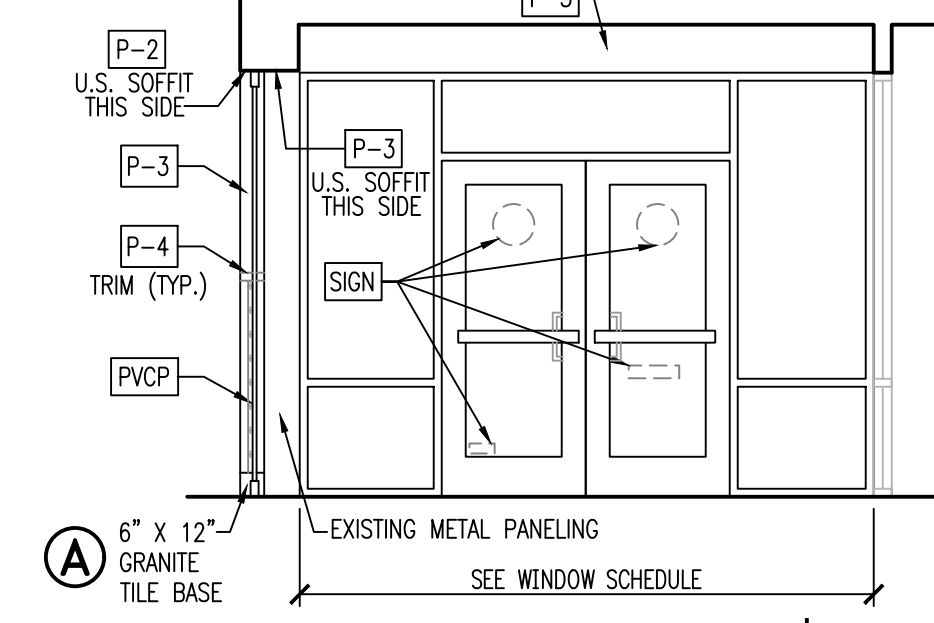 P-2
U.S. SOFFIT
THIS SIDE
P-3
U.S. SOFFIT
THIS SIDE
P-3
P-4
TRIM (TYP.)
SIGN
PVCP
A
6" X 12"
GRANITE
TILE BASE
EXISTING METAL PANELING
SEE WINDOW SCHEDULE